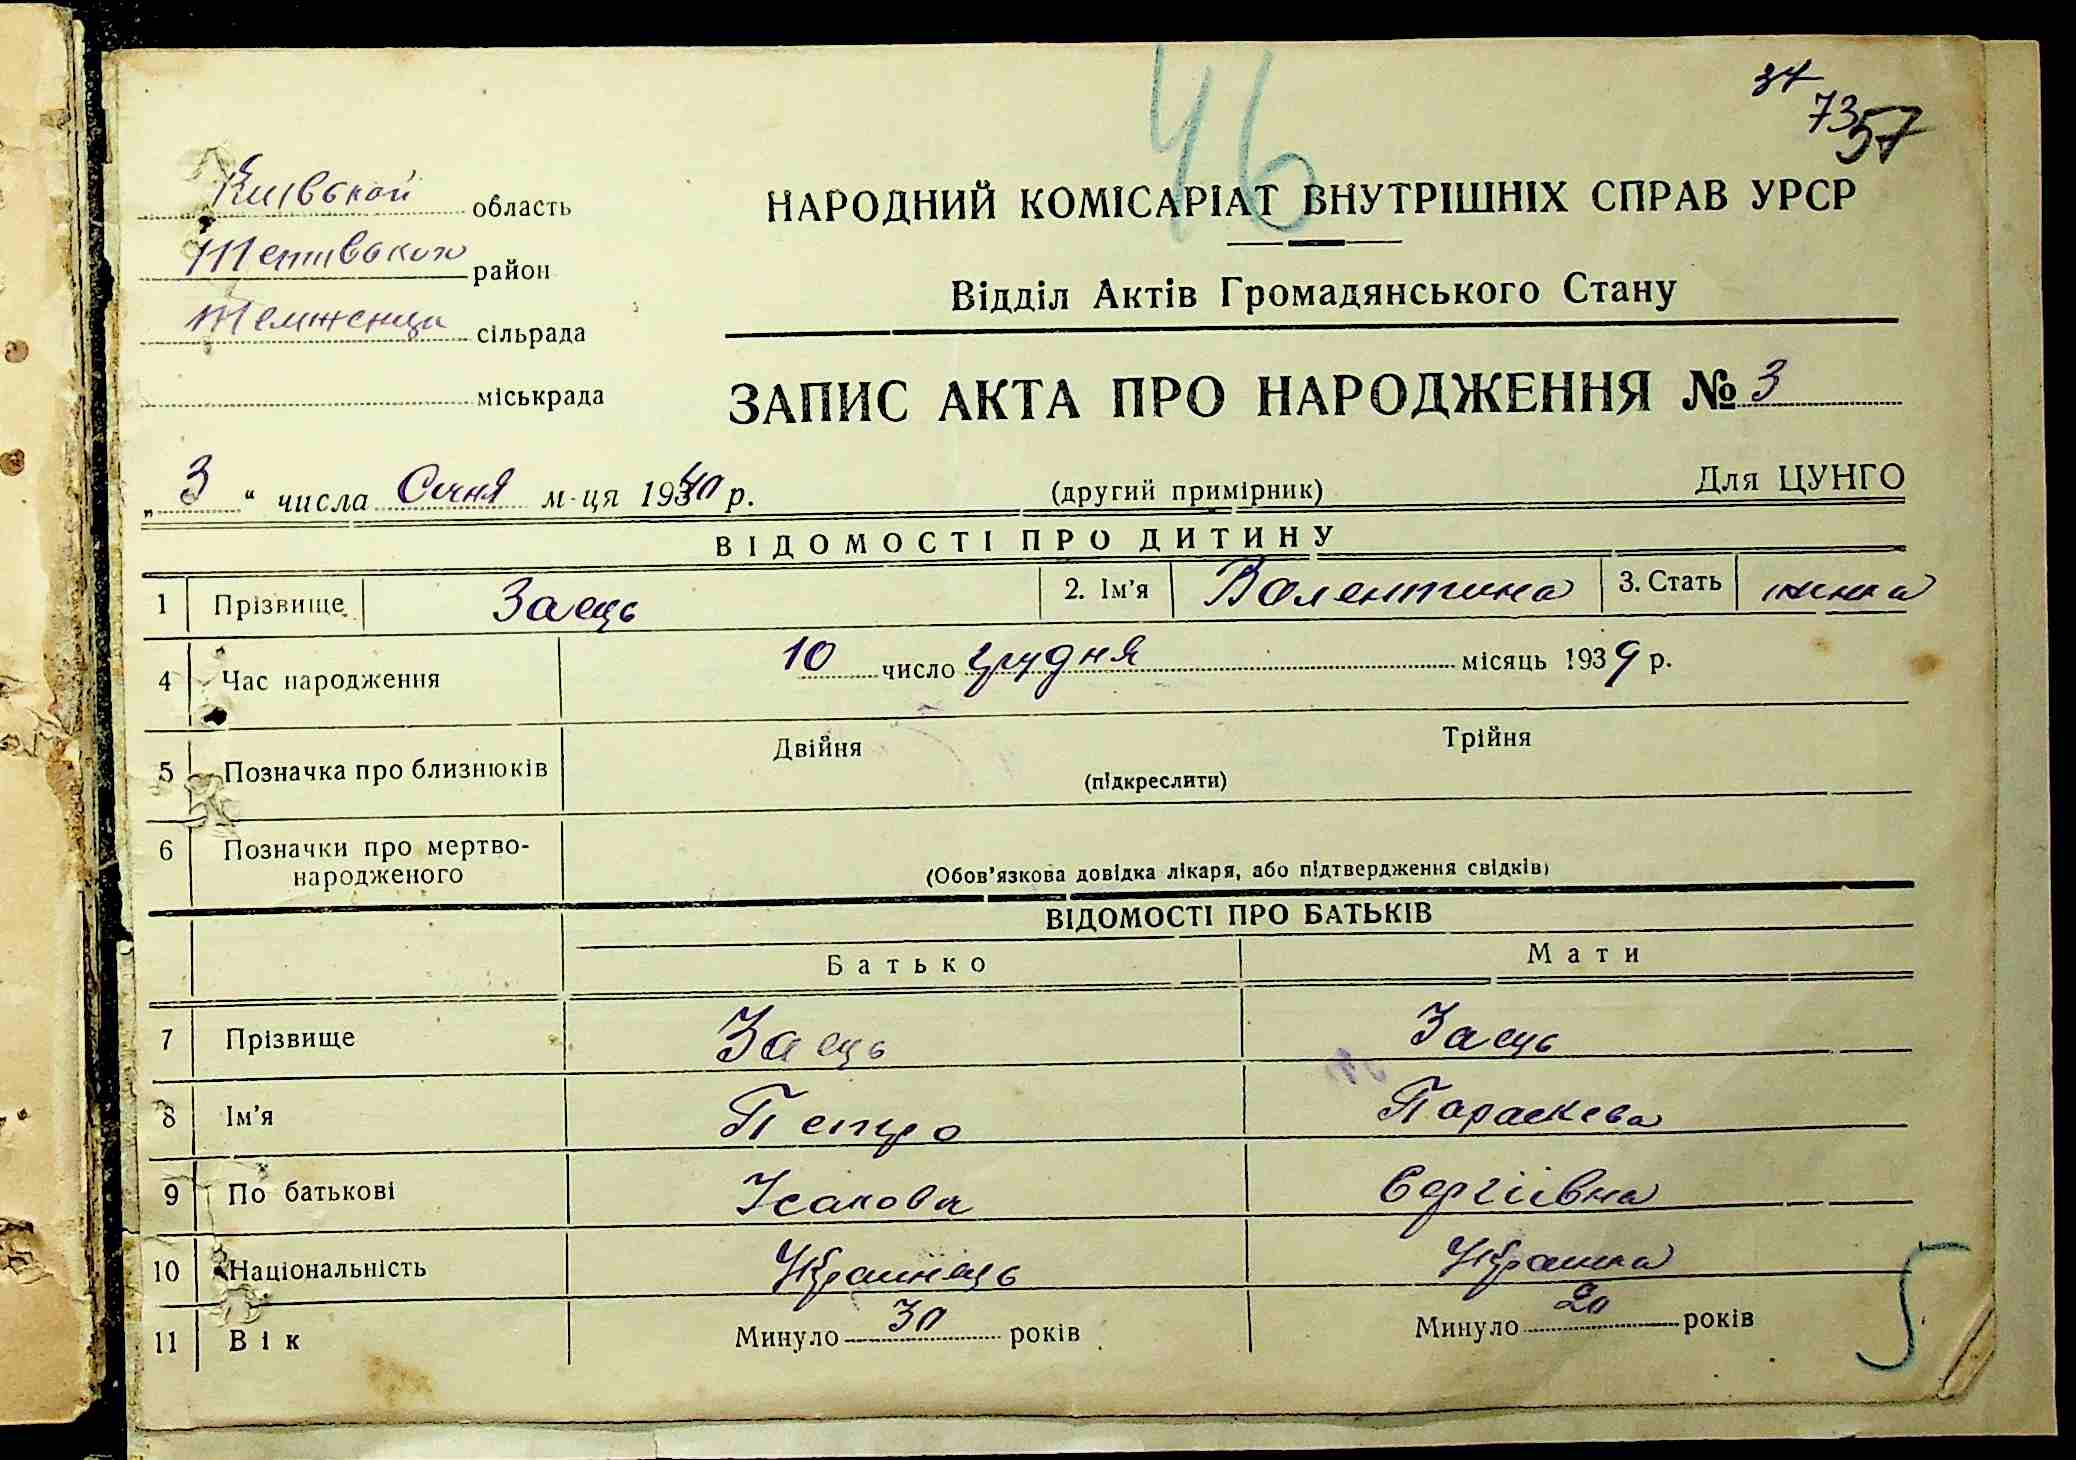 46
34
73 57
Київської область
Тетіївського район
Теліженці сільрада
міськрада
НАРОДНИЙ КОМІСАРІАТ ВНУТРІШНІХ СПРАВ УРСР
Відділ Актів Громадянського Стану
ЗАПИС АКТА ПРО НАРОДЖЕННЯ № 3
„ 3 “ числа Січня м-ця 1940 р.
(другий примірник)
Для ЦУНГО
ВІДОМОСТІ ПРО ДИТИНУ
1 Прізвище Заєць 2. Ім'я Валентина 3. Стать жінка
4 Час народження 10 число грудня місяць 1939 р.
5 Позначка про близнюків Двійня Трійня
(підкреслити)
6 Позначки про мертво-
народженого
(Обов'язкова довідка лікаря, або підтвердження свідків)
ВІДОМОСТІ ПРО БАТЬКІВ
Батько Мати
7 Прізвище Заєць Заєць
8 Ім'я Петро Параскева
9 По батькові Ісакова Сергіївна
10 Національність Українець Українка
11 Вік Минуло 30 років Минуло 20 років
5